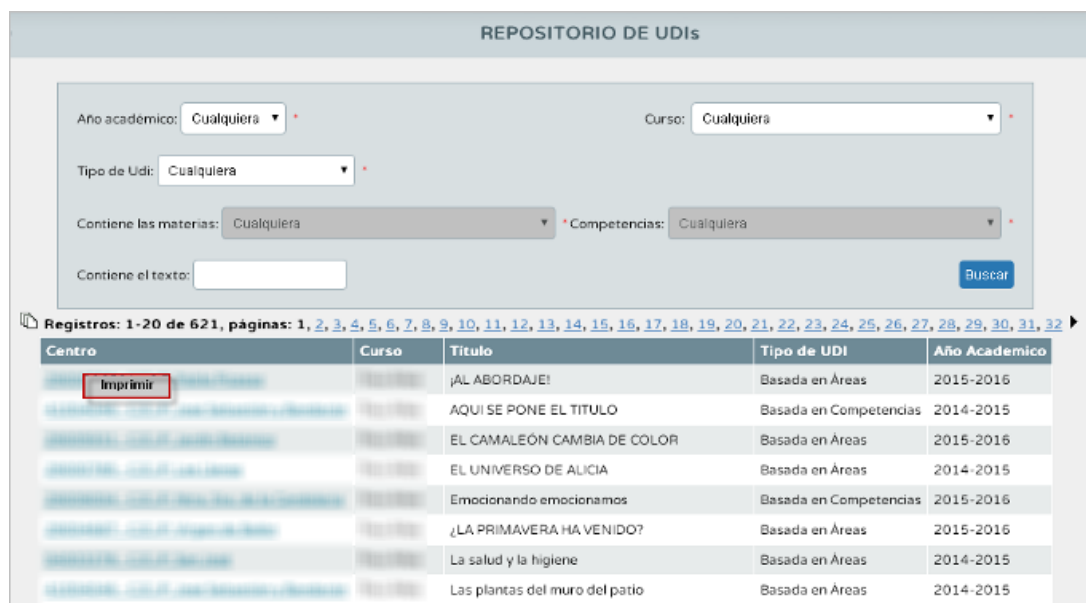 REPOSITORIO DE UDIs
Año académico: Cualquiera * Curso: Cualquiera *
Tipo de Udi: Cualquiera *
Contiene las materias: Cualquiera * Competencias: Cualquiera *
Contiene el texto: Buscar
Registros: 1-20 de 621, páginas: 1, 2, 3, 4, 5, 6, 7, 8, 9, 10, 11, 12, 13, 14, 15, 16, 17, 18, 19, 20, 21, 22, 23, 24, 25, 26, 27, 28, 29, 30, 31, 32
Centro Curso Título Tipo de UDI Año Academico
Imprimir ¡AL ABORDAJE! Basada en Áreas 2015-2016
AQUI SE PONE EL TITULO Basada en Competencias 2014-2015
EL CAMALEÓN CAMBIA DE COLOR Basada en Áreas 2015-2016
EL UNIVERSO DE ALICIA Basada en Áreas 2014-2015
Emocionando emocionamos Basada en Competencias 2015-2016
¿LA PRIMAVERA HA VENIDO? Basada en Áreas 2015-2016
La salud y la higiene Basada en Áreas 2014-2015
Las plantas del muro del patio Basada en Áreas 2014-2015